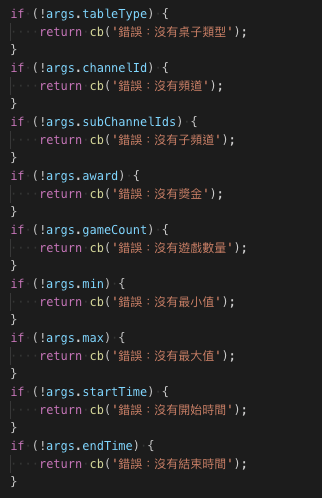 if (!args.tableType) {
    return cb('錯誤：沒有桌子類型');
}
if (!args.channelId) {
    return cb('錯誤：沒有頻道');
}
if (!args.subChannelIds) {
    return cb('錯誤：沒有子頻道');
}
if (!args.award) {
    return cb('錯誤：沒有獎金');
}
if (!args.gameCount) {
    return cb('錯誤：沒有遊戲數量');
}
if (!args.min) {
    return cb('錯誤：沒有最小值');
}
if (!args.max) {
    return cb('錯誤：沒有最大值');
}
if (!args.startTime) {
    return cb('錯誤：沒有開始時間');
}
if (!args.endTime) {
    return cb('錯誤：沒有結束時間');
}